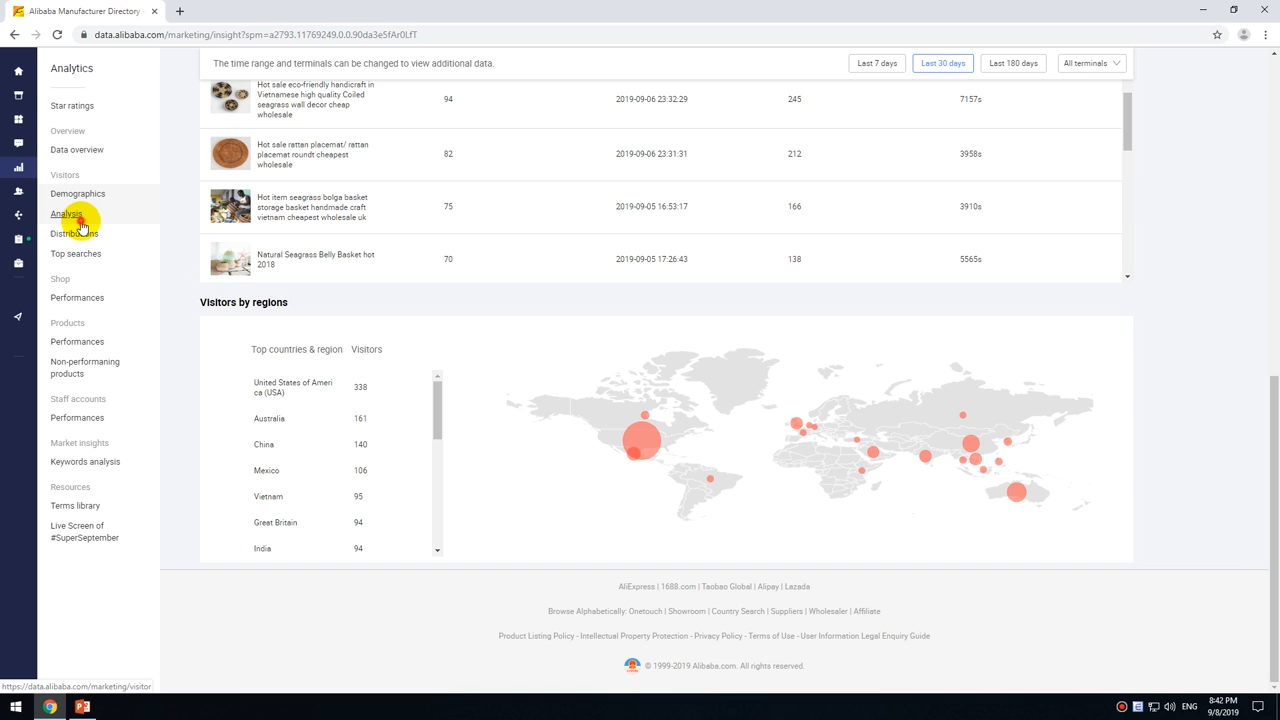 Alibaba Manufacturer Directory -
data.alibaba.com/marketing/insight?spm=a2793.11769249.0.0.90da3e5fAr0LfT
Analytics
Star ratings
Overview
Data overview
Visitors
Demographics
Analysis
Distributions
Top searches
Shop
Performances
Products
Performances
Non-performaning
products
Staff accounts
Performances
Market insights
Keywords analysis
Resources
Terms library
Live Screen of
#SuperSeptember
The time range and terminals can be changed to view additional data.
Last 7 days
Last 30 days
Last 180 days
All terminals
Hot sale eco-friendly handicraft in
Vietnamese high quality Coiled
seagrass wall decor cheap
wholesale
94
2019-09-06 23:32:29
245
7157s
Hot sale rattan placemat/ rattan
placemat roundt cheapest
wholesale
82
2019-09-06 23:31:31
212
3958s
Hot item seagrass bolga basket
storage basket handmade craft
vietnam cheapest wholesale uk
75
2019-09-05 16:53:17
166
3910s
Natural Seagrass Belly Basket hot
2018
70
2019-09-05 17:26:43
138
5565s
Visitors by regions
Top countries & region Visitors
United States of Ameri
ca (USA)
338
Australia 161
China 140
Mexico 106
Vietnam 95
Great Britain 94
India 94
AliExpress | 1688.com | Taobao Global | Alipay | Lazada
Browse Alphabetically: Onetouch | Showroom | Country Search | Suppliers | Wholesaler | Affiliate
Product Listing Policy - Intellectual Property Protection - Privacy Policy - Terms of Use - User Information Legal Enquiry Guide
© 1999-2019 Alibaba.com. All rights reserved.
https://data.alibaba.com/marketing/visitor
ENG
8:42 PM
9/8/2019